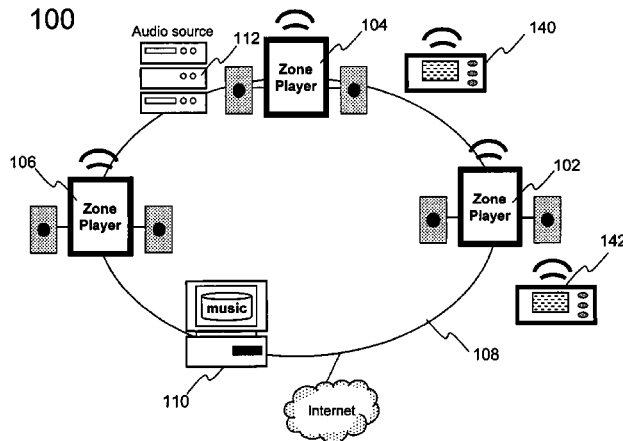 100
Audio source
112
104
140
Zone
Player
106
102
Zone
Player
Zone
Player
142
music
108
110
Internet